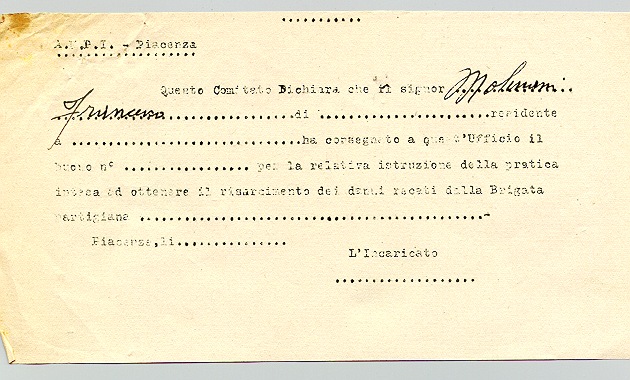 A.N.P.I. - Piacenza
Questo Comitato Dichiara che il signor Molinari
Francesco..................di ......................residente
a ..............................ha consegnato a quest'Ufficio il
buono n° ................. per la relativa istruzione della pratica
intesa ad ottenere il risarcimento dei danni recati dalla Brigata
partigiana .............................................-
Piacenza,li...............
L'Incaricato
...................